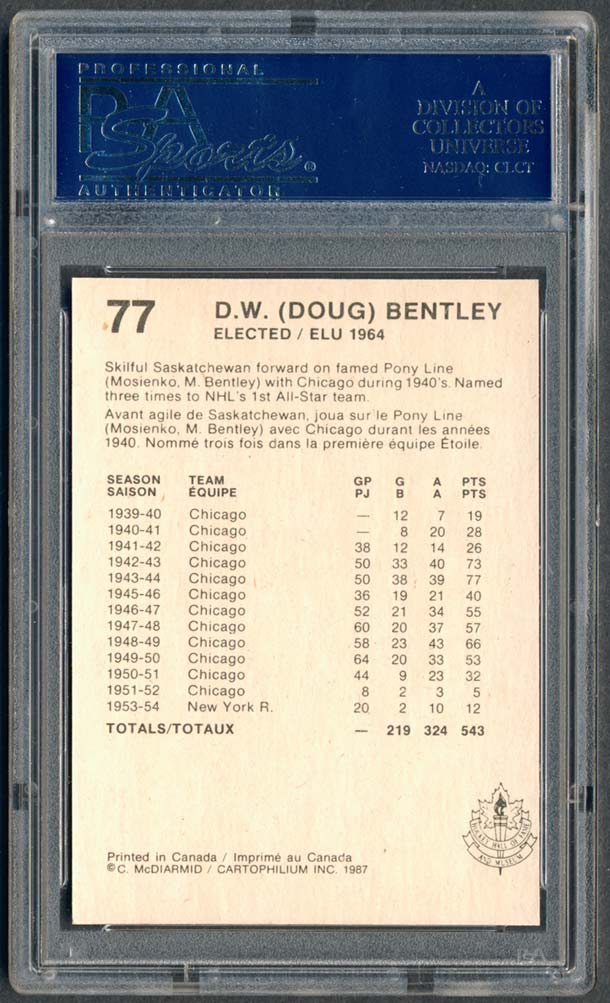 PROFESSIONAL
PSA
Sports®
AUTHENTICATOR
A
DIVISION OF
COLLECTORS
UNIVERSE
NASDAQ: CLCT
77
D.W. (DOUG) BENTLEY
ELECTED / ELU 1964
Skilful Saskatchewan forward on famed Pony Line
(Mosienko, M. Bentley) with Chicago during 1940's. Named
three times to NHL's 1st All-Star team.
Avant agile de Saskatchewan, joua sur le Pony Line
(Mosienko, M. Bentley) avec Chicago durant les années
1940. Nommé trois fois dans la première équipe Étoile.
SEASON TEAM GP G A PTS
SAISON ÉQUIPE PJ B A PTS
1939-40 Chicago — 12 7 19
1940-41 Chicago — 8 20 28
1941-42 Chicago 38 12 14 26
1942-43 Chicago 50 33 40 73
1943-44 Chicago 50 38 39 77
1945-46 Chicago 36 19 21 40
1946-47 Chicago 52 21 34 55
1947-48 Chicago 60 20 37 57
1948-49 Chicago 58 23 43 66
1949-50 Chicago 64 20 33 53
1950-51 Chicago 44 9 23 32
1951-52 Chicago 8 2 3 5
1953-54 New York R. 20 2 10 12
TOTALS/TOTAUX — 219 324 543
HOCKEY HALL OF FAME
AND MUSEUM
Printed in Canada / Imprimé au Canada
©C. McDIARMID / CARTOPHILIUM INC. 1987
PSA